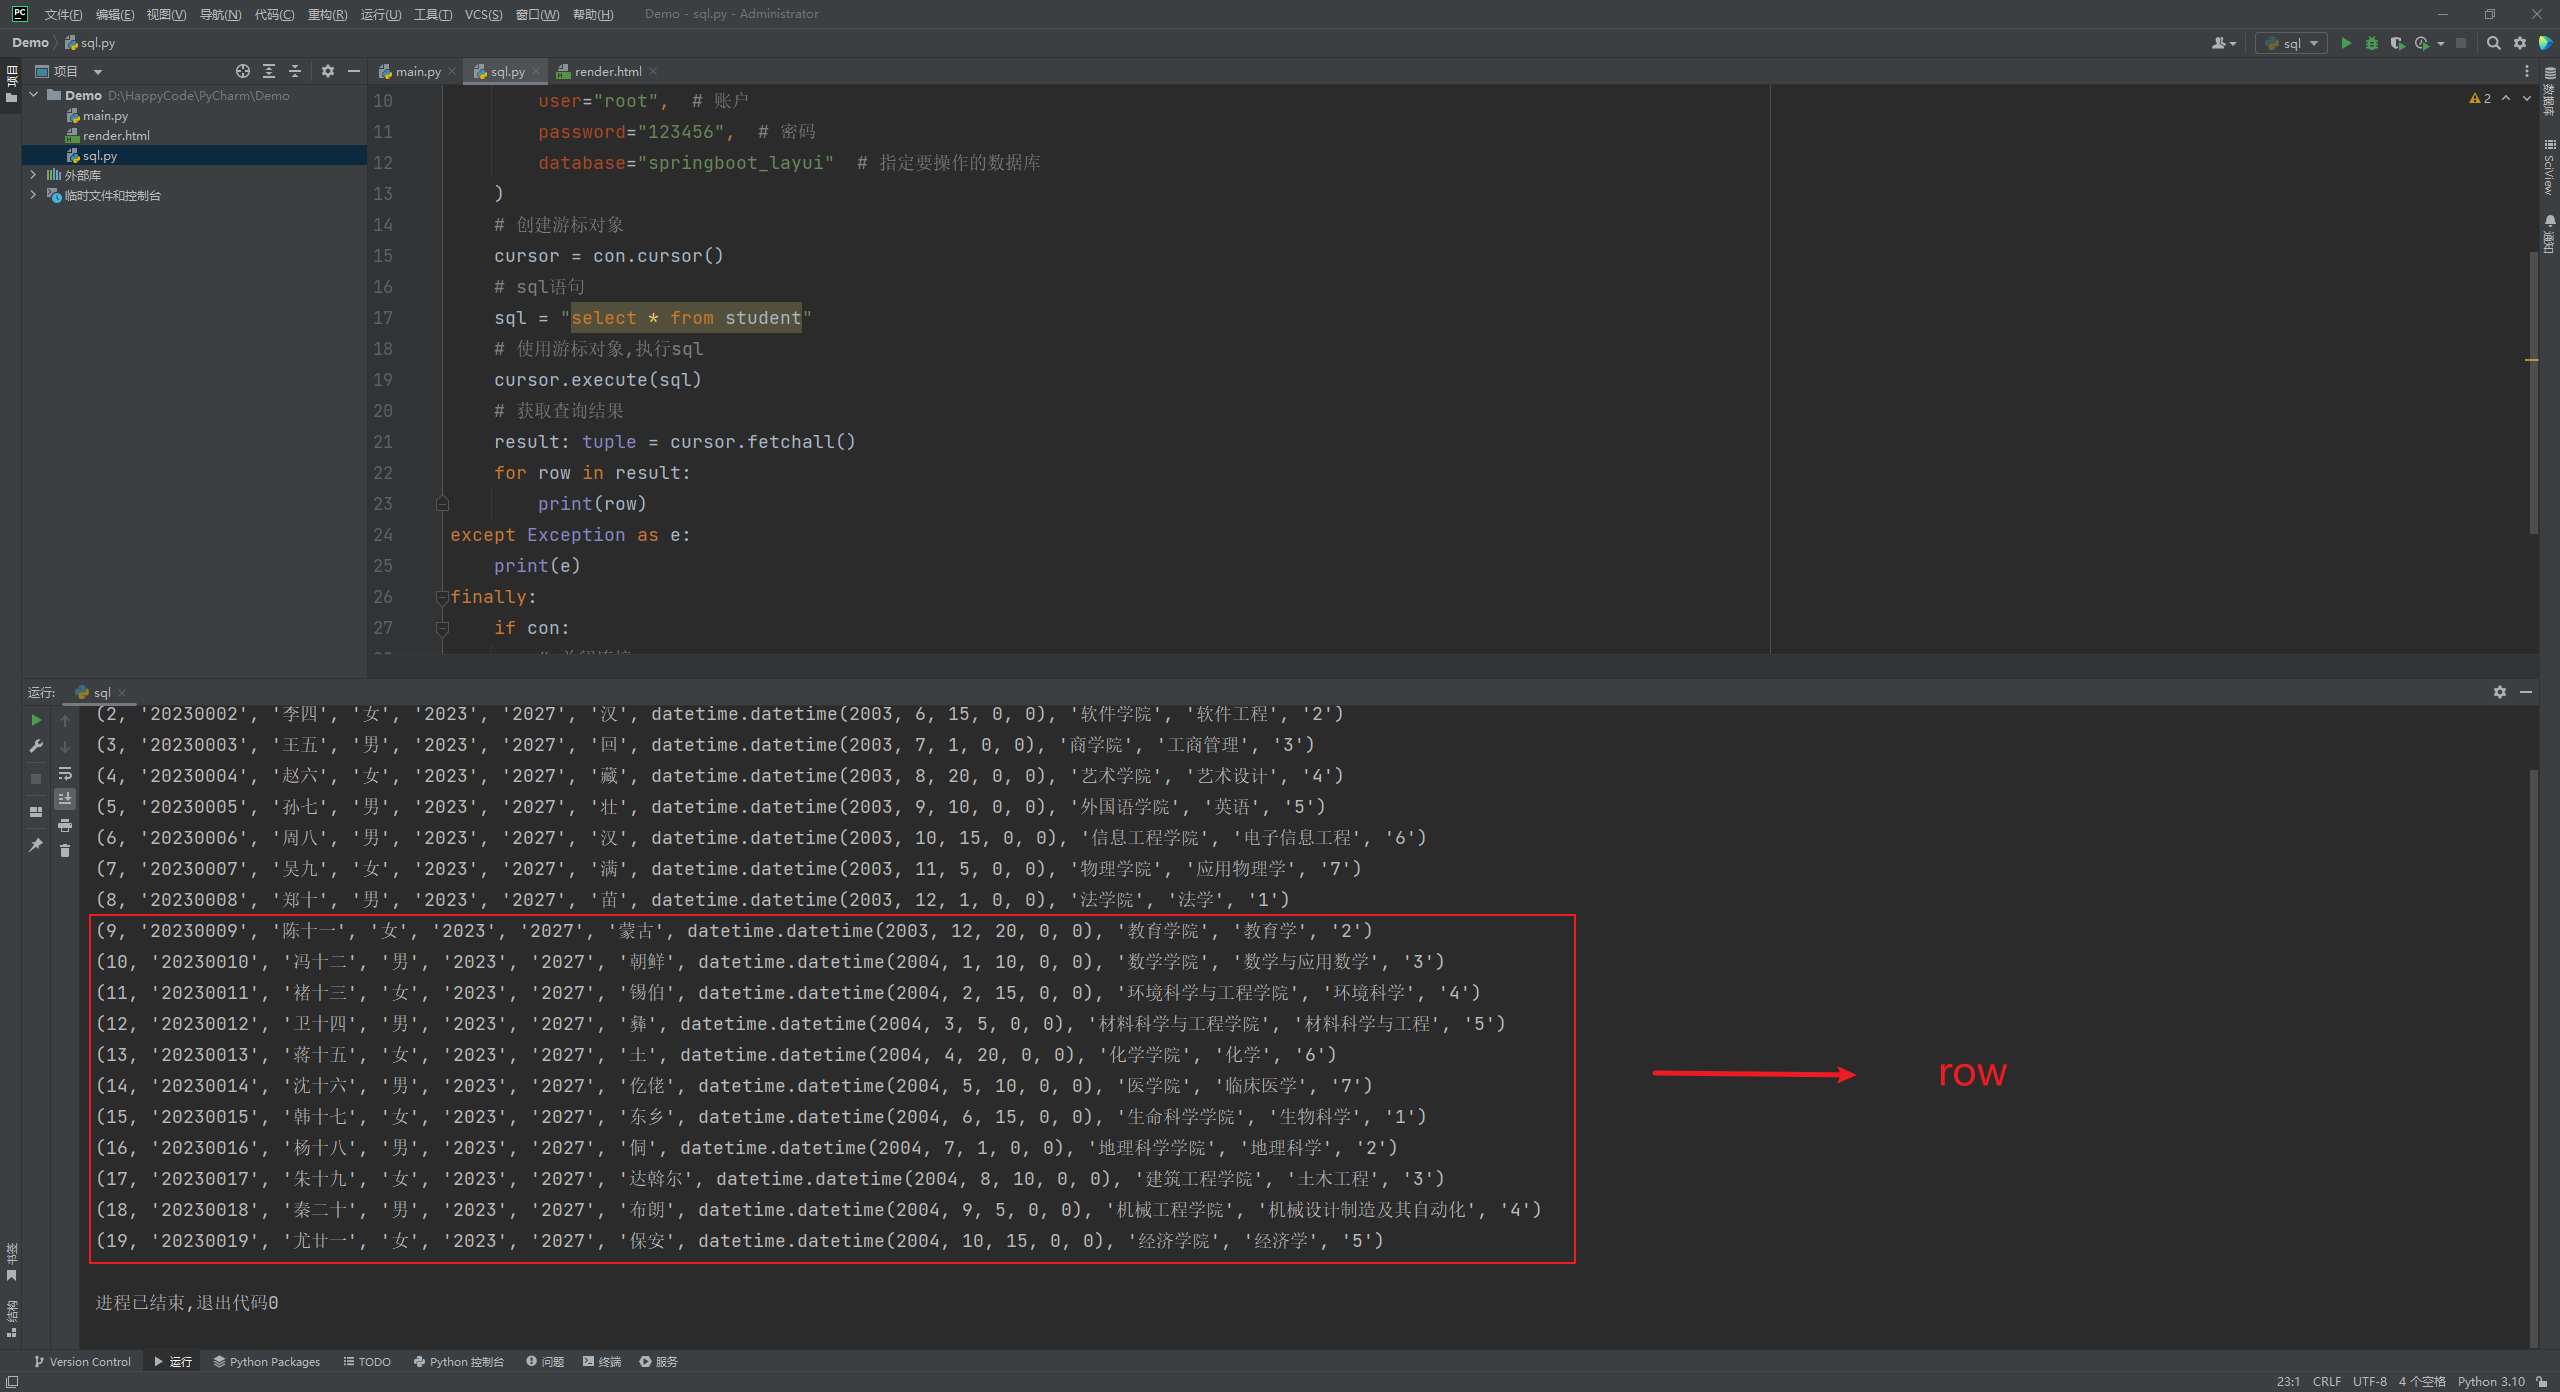 文件(F) 编辑(E) 视图(V) 导航(N) 代码(C) 重构(R) 运行(U) 工具(T) VCS(S) 窗口(W) 帮助(H) Demo - sql.py - Administrator
Demo sql.py
sql
项目
main.py sql.py render.html
Demo D:\HappyCode\PyCharm\Demo
main.py
render.html
sql.py
外部库
临时文件和控制台
项目
2
数据库
SciView
通知
10 user="root", # 账户
11 password="123456", # 密码
12 database="springboot_layui" # 指定要操作的数据库
13 )
14 # 创建游标对象
15 cursor = con.cursor()
16 # sql语句
17 sql = "select * from student"
18 # 使用游标对象,执行sql
19 cursor.execute(sql)
20 # 获取查询结果
21 result: tuple = cursor.fetchall()
22 for row in result:
23 print(row)
24 except Exception as e:
25 print(e)
26 finally:
27 if con:
运行: sql
(2, '20230002', '李四', '女', '2023', '2027', '汉', datetime.datetime(2003, 6, 15, 0, 0), '软件学院', '软件工程', '2')
(3, '20230003', '王五', '男', '2023', '2027', '回', datetime.datetime(2003, 7, 1, 0, 0), '商学院', '工商管理', '3')
(4, '20230004', '赵六', '女', '2023', '2027', '藏', datetime.datetime(2003, 8, 20, 0, 0), '艺术学院', '艺术设计', '4')
(5, '20230005', '孙七', '男', '2023', '2027', '壮', datetime.datetime(2003, 9, 10, 0, 0), '外国语学院', '英语', '5')
(6, '20230006', '周八', '男', '2023', '2027', '汉', datetime.datetime(2003, 10, 15, 0, 0), '信息工程学院', '电子信息工程', '6')
(7, '20230007', '吴九', '女', '2023', '2027', '满', datetime.datetime(2003, 11, 5, 0, 0), '物理学院', '应用物理学', '7')
(8, '20230008', '郑十', '男', '2023', '2027', '苗', datetime.datetime(2003, 12, 1, 0, 0), '法学院', '法学', '1')
(9, '20230009', '陈十一', '女', '2023', '2027', '蒙古', datetime.datetime(2003, 12, 20, 0, 0), '教育学院', '教育学', '2')
(10, '20230010', '冯十二', '男', '2023', '2027', '朝鲜', datetime.datetime(2004, 1, 10, 0, 0), '数学学院', '数学与应用数学', '3')
(11, '20230011', '褚十三', '女', '2023', '2027', '锡伯', datetime.datetime(2004, 2, 15, 0, 0), '环境科学与工程学院', '环境科学', '4')
(12, '20230012', '卫十四', '男', '2023', '2027', '彝', datetime.datetime(2004, 3, 5, 0, 0), '材料科学与工程学院', '材料科学与工程', '5')
(13, '20230013', '蒋十五', '女', '2023', '2027', '土', datetime.datetime(2004, 4, 20, 0, 0), '化学学院', '化学', '6')
(14, '20230014', '沈十六', '男', '2023', '2027', '仡佬', datetime.datetime(2004, 5, 10, 0, 0), '医学院', '临床医学', '7')
(15, '20230015', '韩十七', '女', '2023', '2027', '东乡', datetime.datetime(2004, 6, 15, 0, 0), '生命科学学院', '生物科学', '1')
(16, '20230016', '杨十八', '男', '2023', '2027', '侗', datetime.datetime(2004, 7, 1, 0, 0), '地理科学学院', '地理科学', '2')
(17, '20230017', '朱十九', '女', '2023', '2027', '达斡尔', datetime.datetime(2004, 8, 10, 0, 0), '建筑工程学院', '土木工程', '3')
(18, '20230018', '秦二十', '男', '2023', '2027', '布朗', datetime.datetime(2004, 9, 5, 0, 0), '机械工程学院', '机械设计制造及其自动化', '4')
(19, '20230019', '尤廿一', '女', '2023', '2027', '保安', datetime.datetime(2004, 10, 15, 0, 0), '经济学院', '经济学', '5')
row
进程已结束,退出代码0
书签
结构
Version Control 运行 Python Packages TODO Python 控制台 问题 终端 服务
23:1 CRLF UTF-8 4 个空格 Python 3.10